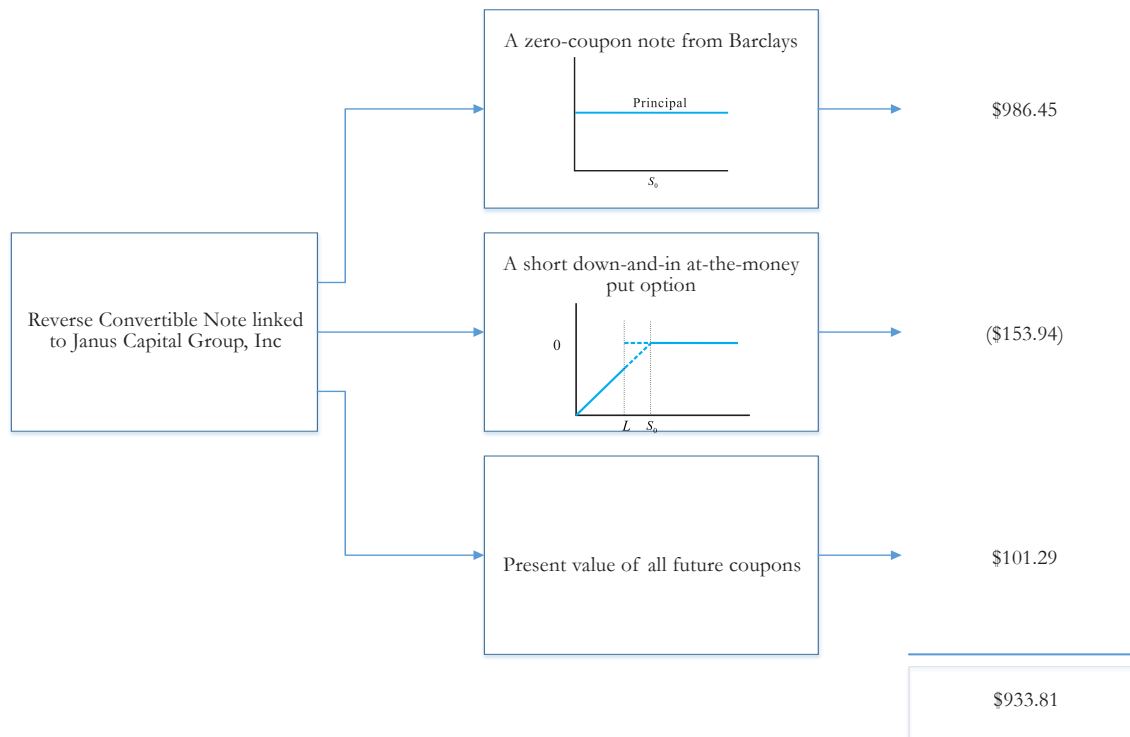 A zero-coupon note from Barclays
Principal
S₀
$986.45
Reverse Convertible Note linked
to Janus Capital Group, Inc
A short down-and-in at-the-money
put option
0
L S₀
($153.94)
Present value of all future coupons
$101.29
$933.81